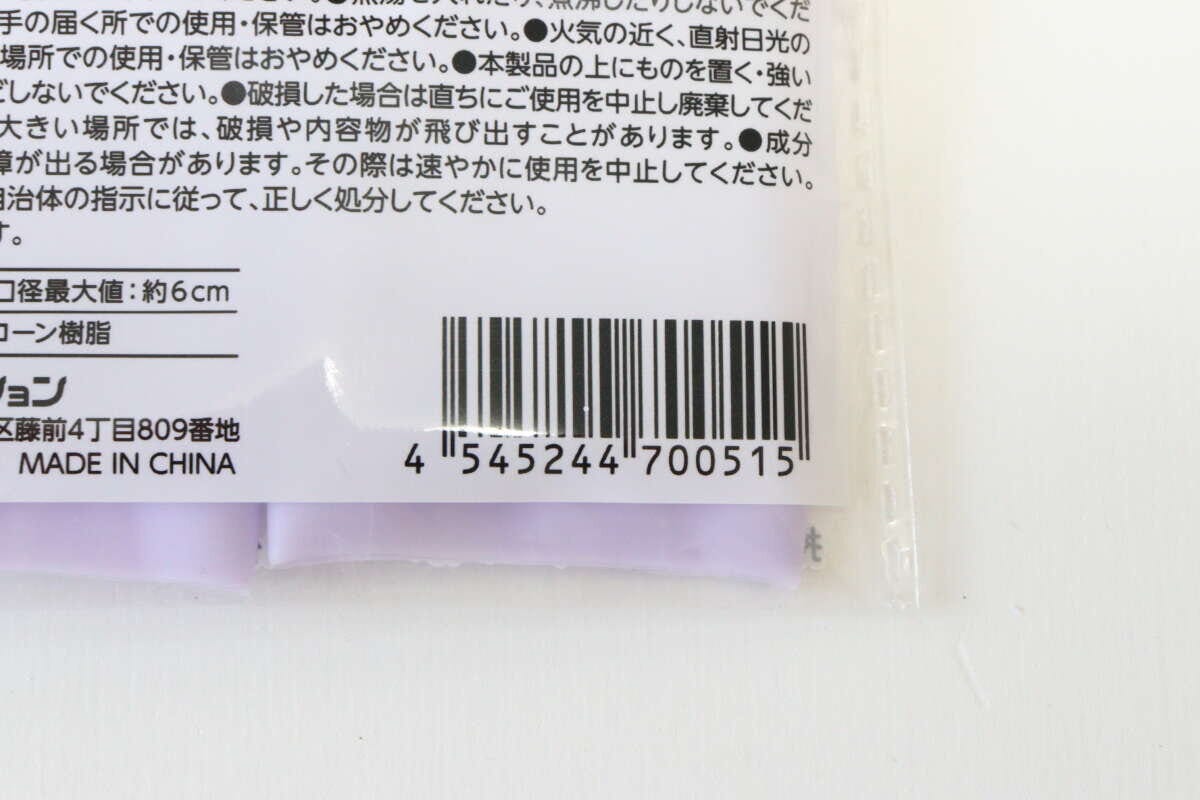 手の届く所での使用・保管はおやめください。●火気の近く、直射日光の
場所での使用・保管はおやめください。●本製品の上にものを置く・強い
どしないでください。●破損した場合は直ちにご使用を中止し廃棄してくだ
大きい場所では、破損や内容物が飛び出すことがあります。●成分
障が出る場合があります。その際は速やかに使用を中止してください。
自治体の指示に従って、正しく処分してください。
す。
口径最大値：約6cm
コーン樹脂
ション
区藤前4丁目809番地
MADE IN CHINA
4 545244 700515